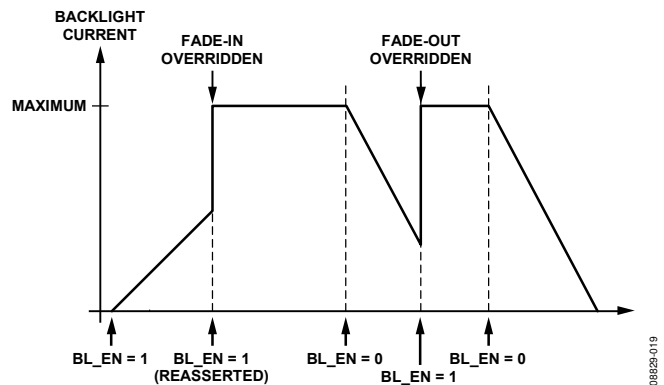 BACKLIGHT
CURRENT
FADE-IN
OVERRIDDEN
FADE-OUT
OVERRIDDEN
MAXIMUM
BL_EN = 1
BL_EN = 1
(REASSERTED)
BL_EN = 0
BL_EN = 1
BL_EN = 0
08829-019